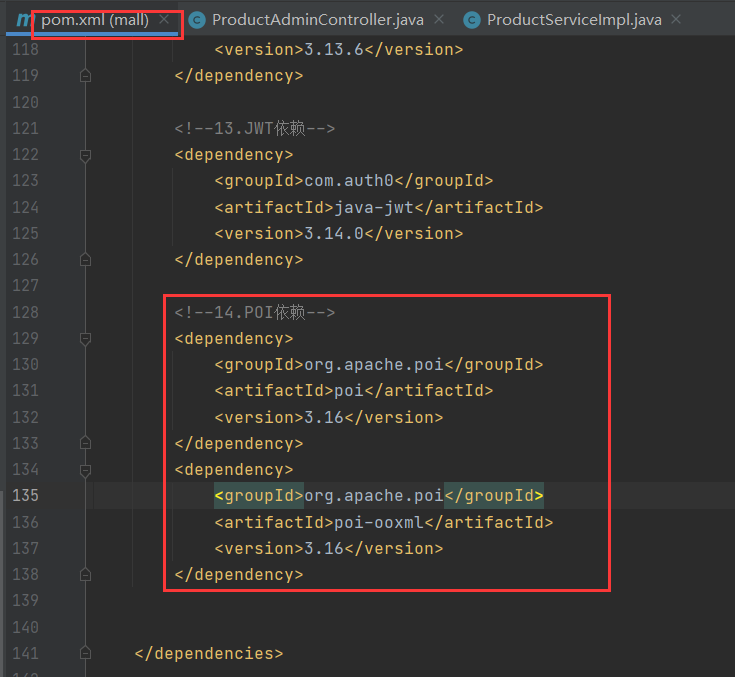 pom.xml (mall) ProductAdminController.java ProductServiceImpl.java
118 <version>3.13.6</version>
119 </dependency>
120
121 <!--13.JWT依赖-->
122 <dependency>
123 <groupId>com.auth0</groupId>
124 <artifactId>java-jwt</artifactId>
125 <version>3.14.0</version>
126 </dependency>
127
128 <!--14.POI依赖-->
129 <dependency>
130 <groupId>org.apache.poi</groupId>
131 <artifactId>poi</artifactId>
132 <version>3.16</version>
133 </dependency>
134 <dependency>
135 <groupId>org.apache.poi</groupId>
136 <artifactId>poi-ooxml</artifactId>
137 <version>3.16</version>
138 </dependency>
139
140
141 </dependencies>